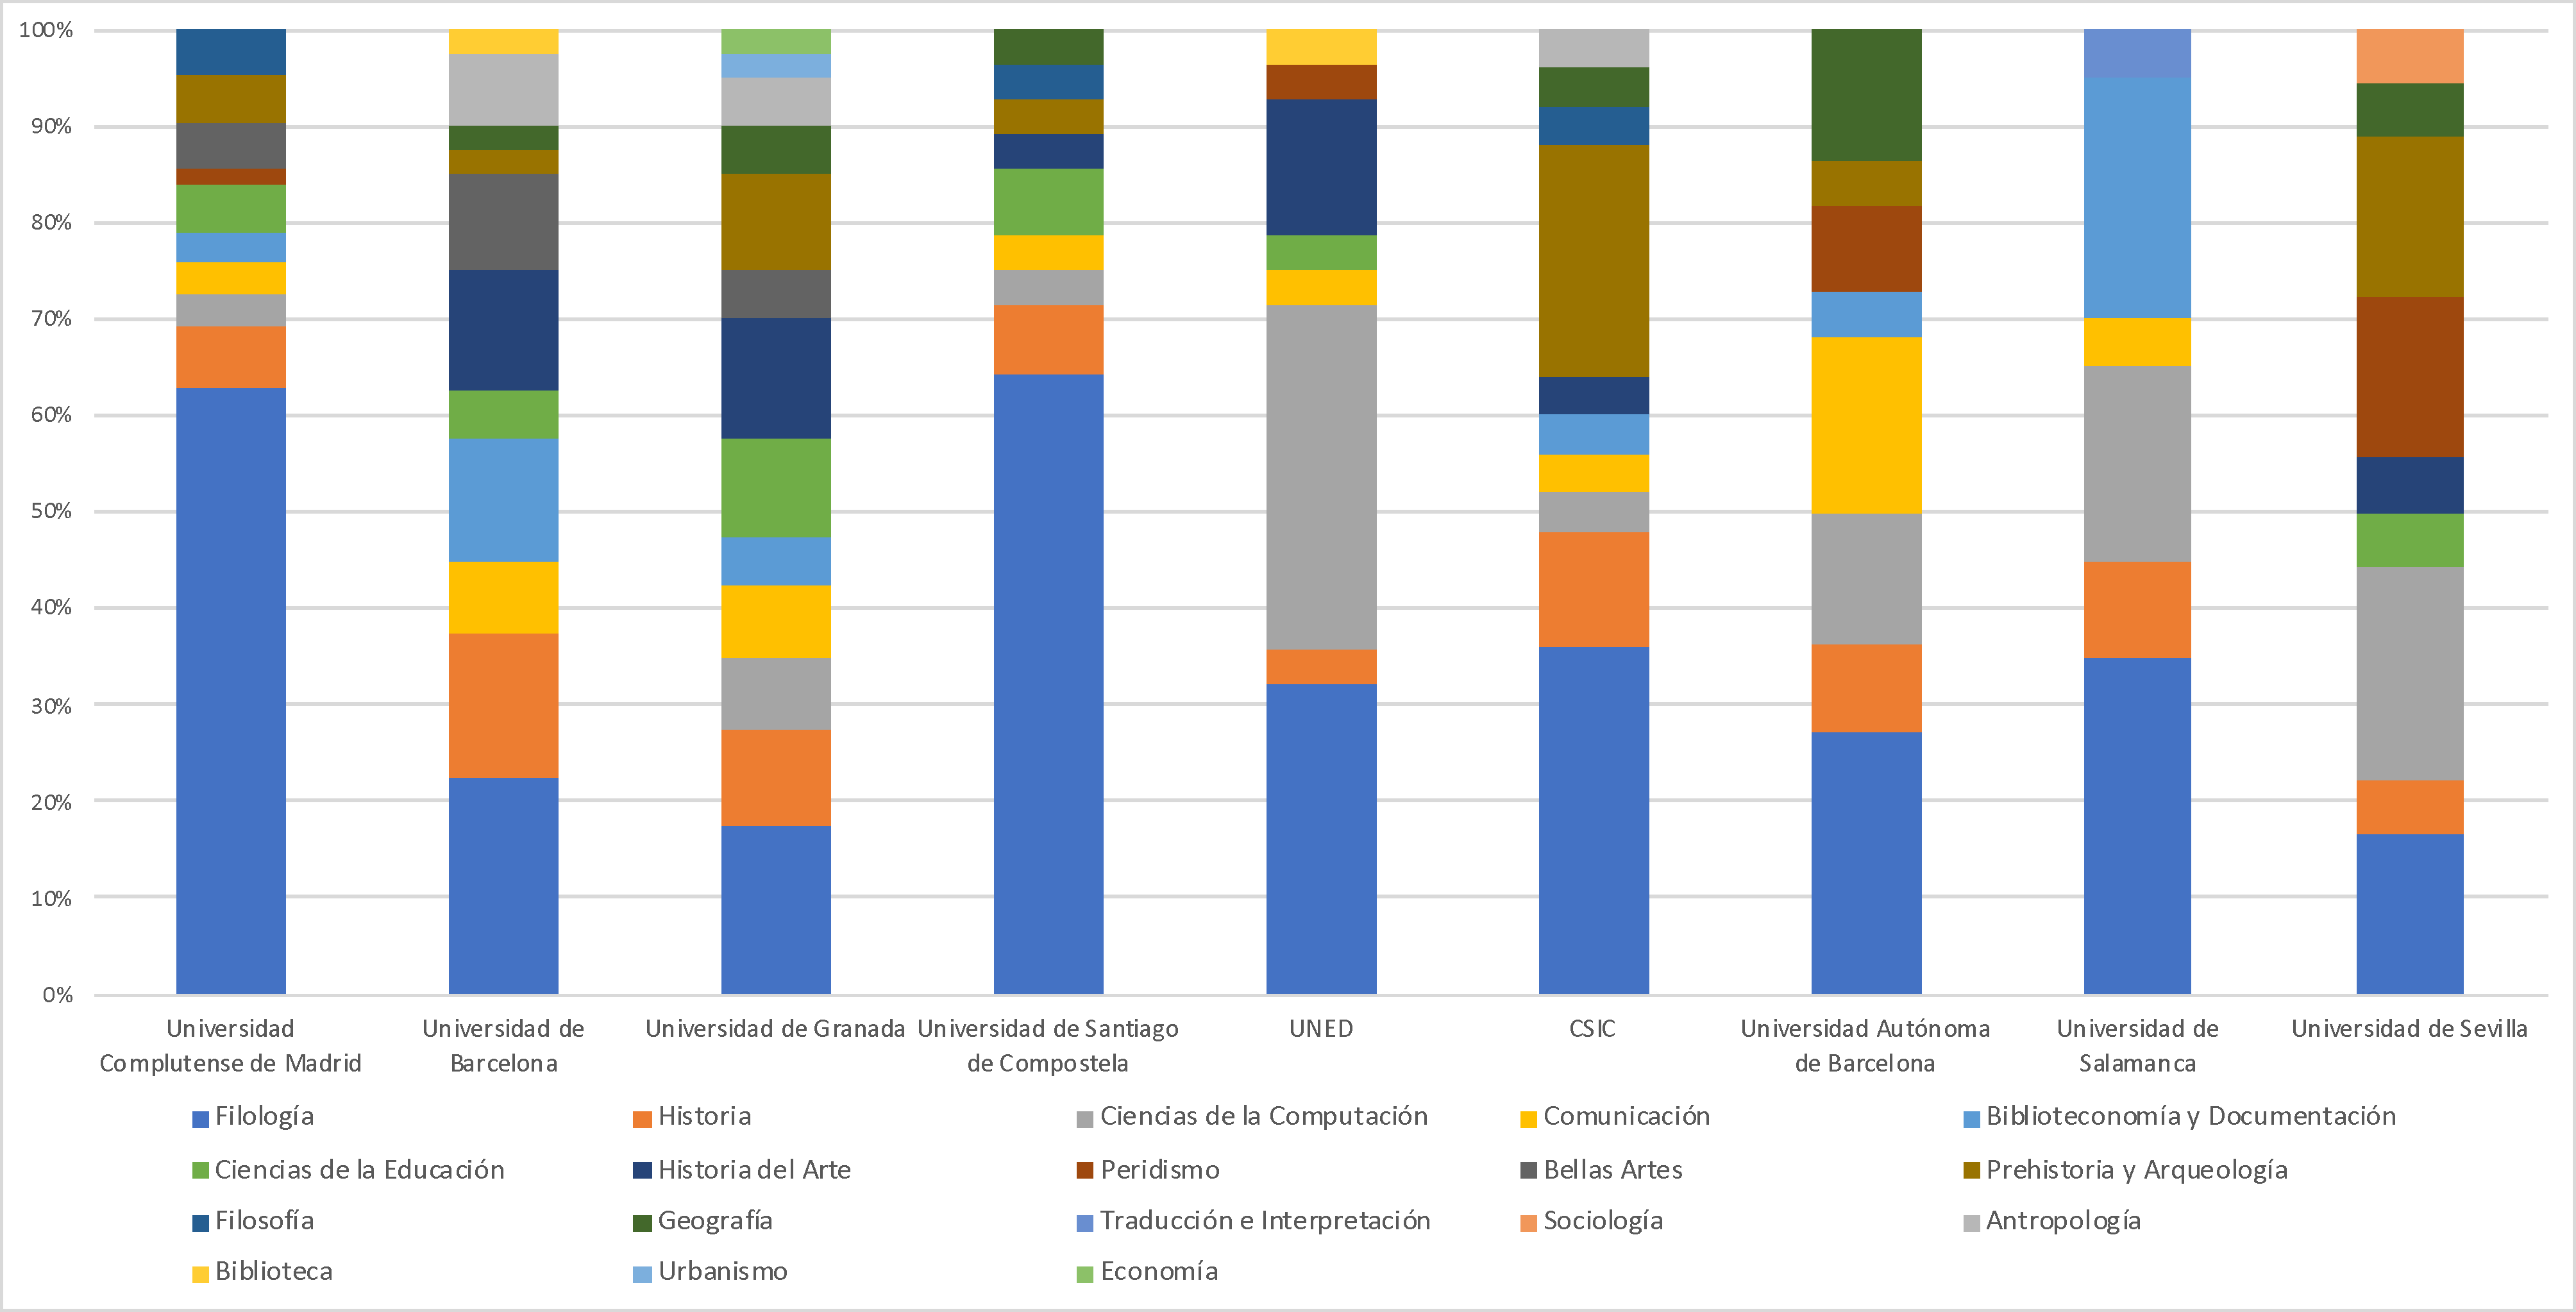 100%
90%
80%
70%
60%
50%
40%
30%
20%
10%
0%
Universidad
Complutense de Madrid
Universidad de
Barcelona
Universidad de Granada
Universidad de Santiago
de Compostela
UNED
CSIC
Universidad Autónoma
de Barcelona
Universidad de
Salamanca
Universidad de Sevilla
Filología
Historia
Ciencias de la Computación
Comunicación
Biblioteconomía y Documentación
Ciencias de la Educación
Historia del Arte
Peridismo
Bellas Artes
Prehistoria y Arqueología
Filosofía
Geografía
Traducción e Interpretación
Sociología
Antropología
Biblioteca
Urbanismo
Economía